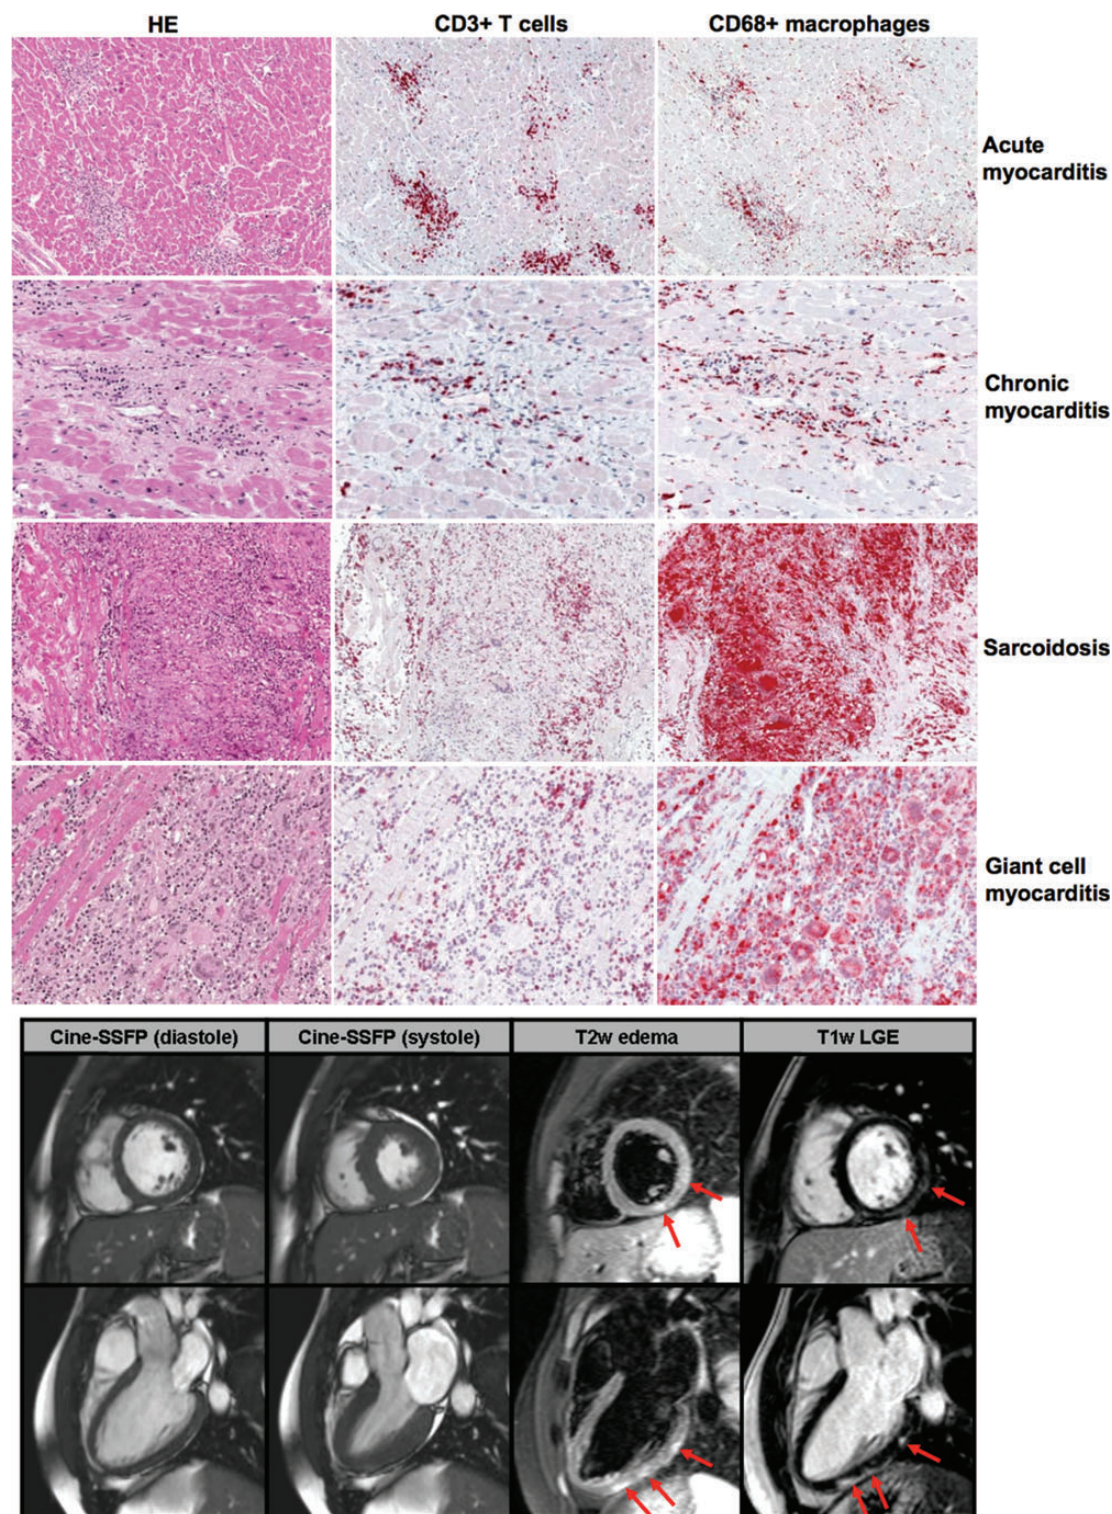 HE CD3+ T cells CD68+ macrophages
Acute
myocarditis
Chronic
myocarditis
Sarcoidosis
Giant cell
myocarditis
Cine-SSFP (diastole) Cine-SSFP (systole) T2w edema T1w LGE